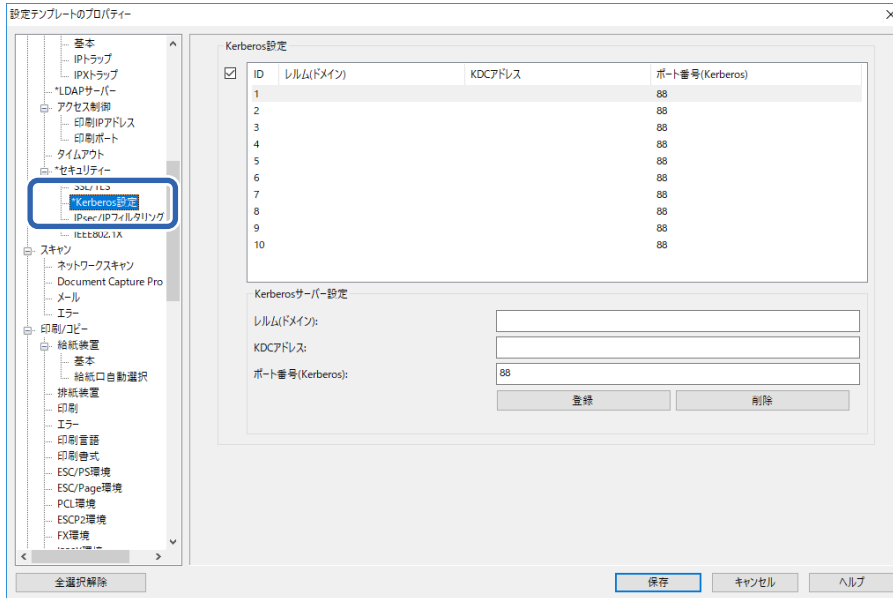 設定テンプレートのプロパティー
基本
IPトラップ
IPXトラップ
*LDAPサーバー
アクセス制御
印刷IPアドレス
印刷ポート
タイムアウト
*セキュリティー
SSL/TLS
*Kerberos設定
IPsec/IPフィルタリング
IEEE802.1X
スキャン
ネットワークスキャン
Document Capture Pro
メール
エラー
印刷/コピー
給紙装置
基本
給紙口自動選択
排紙装置
印刷
エラー
印刷言語
印刷書式
ESC/PS環境
ESC/Page環境
PCL環境
ESCP2環境
FX環境
Kerberos設定
ID レルム(ドメイン) KDCアドレス ポート番号(Kerberos)
1 88
2 88
3 88
4 88
5 88
6 88
7 88
8 88
9 88
10 88
Kerberosサーバー設定
レルム(ドメイン):
KDCアドレス:
ポート番号(Kerberos): 88
登録 削除
全選択解除 保存 キャンセル ヘルプ